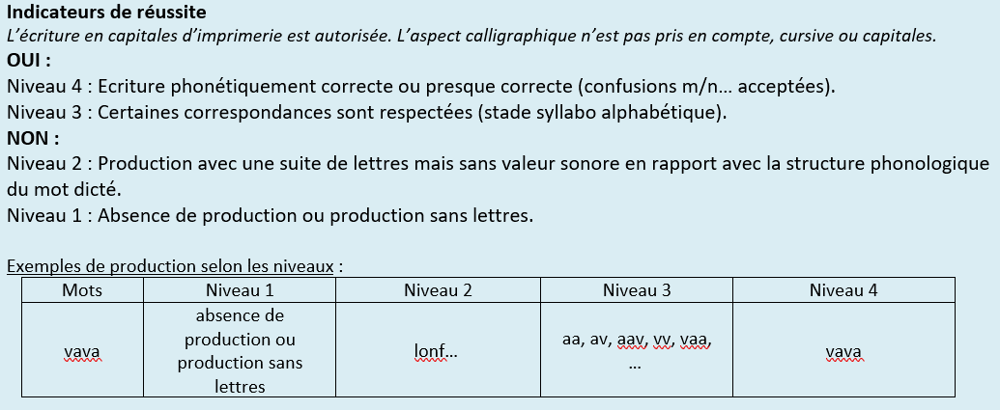 Indicateurs de réussite
L'écriture en capitales d'imprimerie est autorisée. L'aspect calligraphique n'est pas pris en compte, cursive ou capitales.
OUI :
Niveau 4 : Ecriture phonétiquement correcte ou presque correcte (confusions m/n... acceptées).
Niveau 3 : Certaines correspondances sont respectées (stade syllabo alphabétique).
NON :
Niveau 2 : Production avec une suite de lettres mais sans valeur sonore en rapport avec la structure phonologique
du mot dicté.
Niveau 1 : Absence de production ou production sans lettres.
Exemples de production selon les niveaux :
Mots Niveau 1 Niveau 2 Niveau 3 Niveau 4
vava
absence de
production ou
production sans
lettres
lonf...
aa, av, aav, vv, vaa,
...
vava